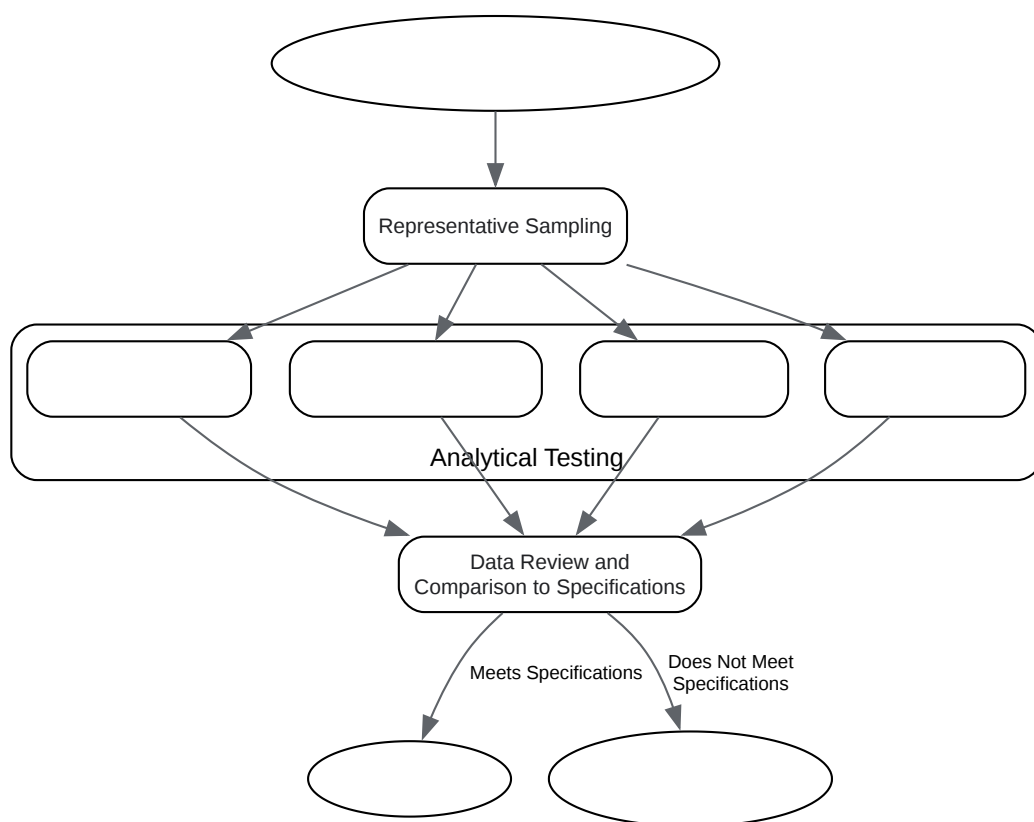 Representative Sampling
Analytical Testing
Data Review and
Comparison to Specifications
Meets Specifications
Does Not Meet
Specifications